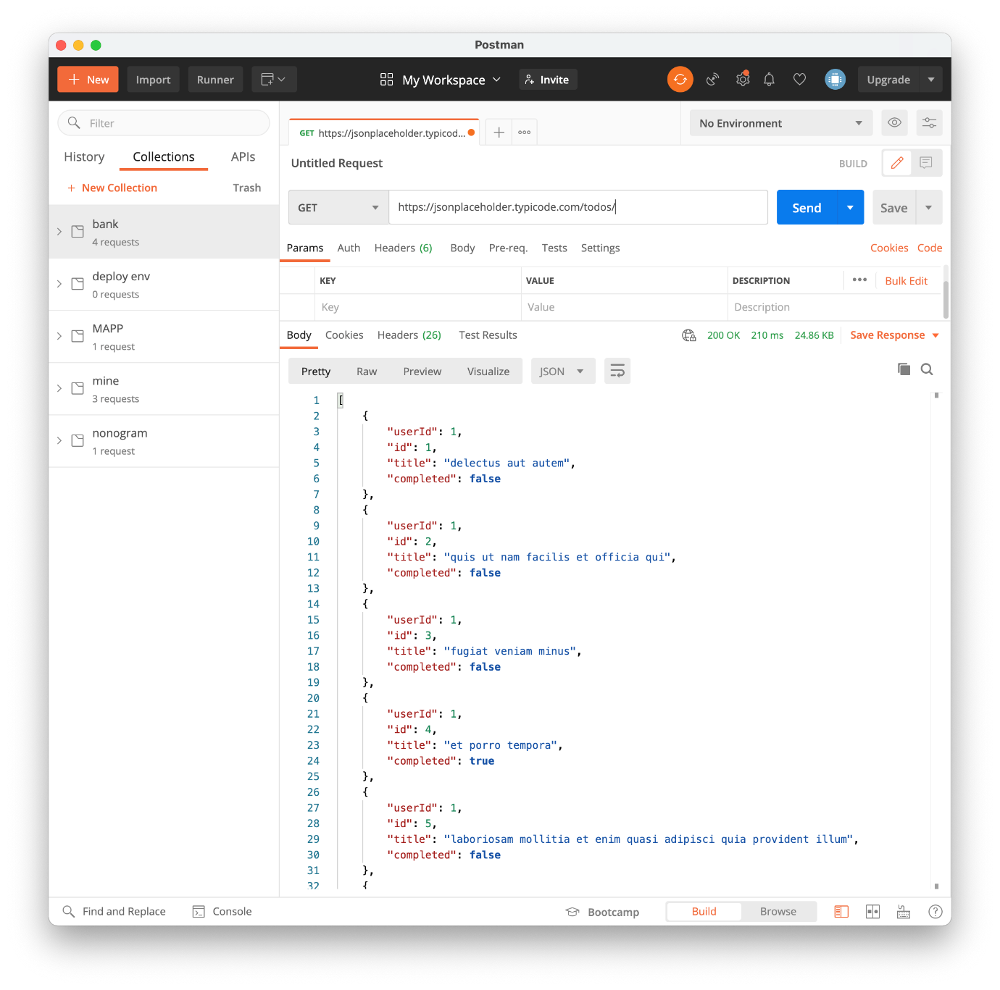 Postman
New
Import
Runner
My Workspace
Invite
Upgrade
Filter
History
Collections
APIs
+ New Collection
Trash
bank
4 requests
deploy env
0 requests
MAPP
1 request
mine
3 requests
nonogram
1 request
GET https://jsonplaceholder.typicod...
No Environment
Untitled Request
BUILD
GET
https://jsonplaceholder.typicode.com/todos/
Send
Save
Params Auth Headers (6) Body Pre-req. Tests Settings
Cookies Code
KEY VALUE DESCRIPTION
Bulk Edit
Key Value Description
Body Cookies Headers (26) Test Results
200 OK 210 ms 24.86 KB Save Response
Pretty Raw Preview Visualize JSON
1 [
2 {
3 "userId": 1,
4 "id": 1,
5 "title": "delectus aut autem",
6 "completed": false
7 },
8 {
9 "userId": 1,
10 "id": 2,
11 "title": "quis ut nam facilis et officia qui",
12 "completed": false
13 },
14 {
15 "userId": 1,
16 "id": 3,
17 "title": "fugiat veniam minus",
18 "completed": false
19 },
20 {
21 "userId": 1,
22 "id": 4,
23 "title": "et porro tempora",
24 "completed": true
25 },
26 {
27 "userId": 1,
28 "id": 5,
29 "title": "laboriosam mollitia et enim quasi adipisci quia provident illum",
30 "completed": false
31 },
32 {
Find and Replace
Console
Bootcamp
Build
Browse